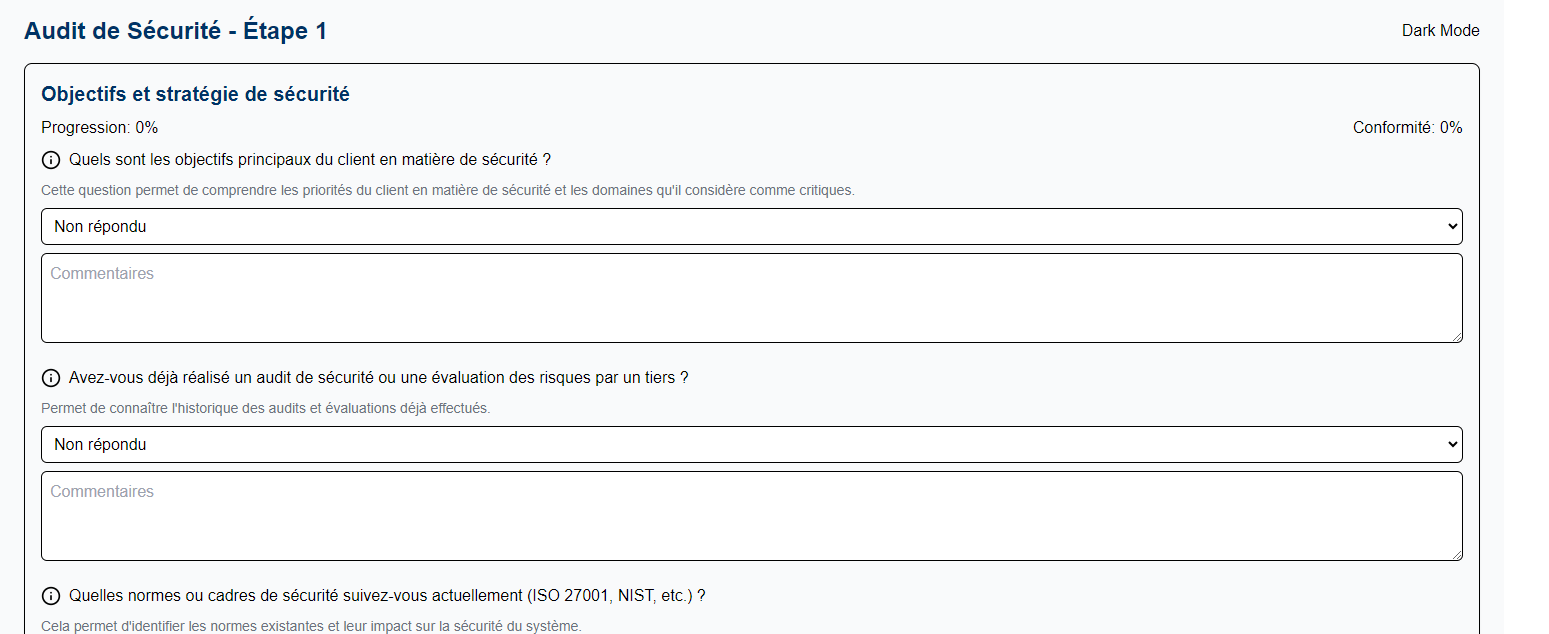 Audit de Sécurité - Étape 1
Dark Mode
Objectifs et stratégie de sécurité
Progression: 0%
Conformité: 0%
Quels sont les objectifs principaux du client en matière de sécurité ?
Cette question permet de comprendre les priorités du client en matière de sécurité et les domaines qu'il considère comme critiques.
Non répondu
Commentaires
Avez-vous déjà réalisé un audit de sécurité ou une évaluation des risques par un tiers ?
Permet de connaître l'historique des audits et évaluations déjà effectués.
Non répondu
Commentaires
Quelles normes ou cadres de sécurité suivez-vous actuellement (ISO 27001, NIST, etc.) ?
Cela permet d'identifier les normes existantes et leur impact sur la sécurité du système.